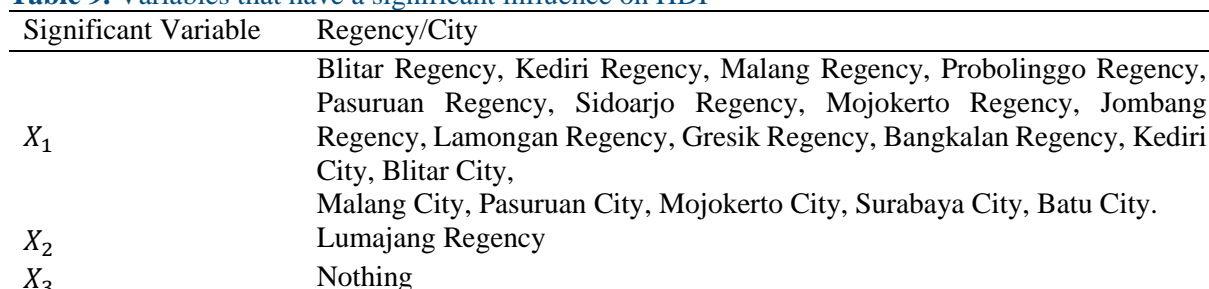 Table 9. Variables that have a significant influence on HDI
Significant Variable Regency/City
Blitar Regency, Kediri Regency, Malang Regency, Probolinggo Regency,
Pasuruan Regency, Sidoarjo Regency, Mojokerto Regency, Jombang
X₁ Regency, Lamongan Regency, Gresik Regency, Bangkalan Regency, Kediri
City, Blitar City,
Malang City, Pasuruan City, Mojokerto City, Surabaya City, Batu City.
X₂ Lumajang Regency
X₃ Nothing